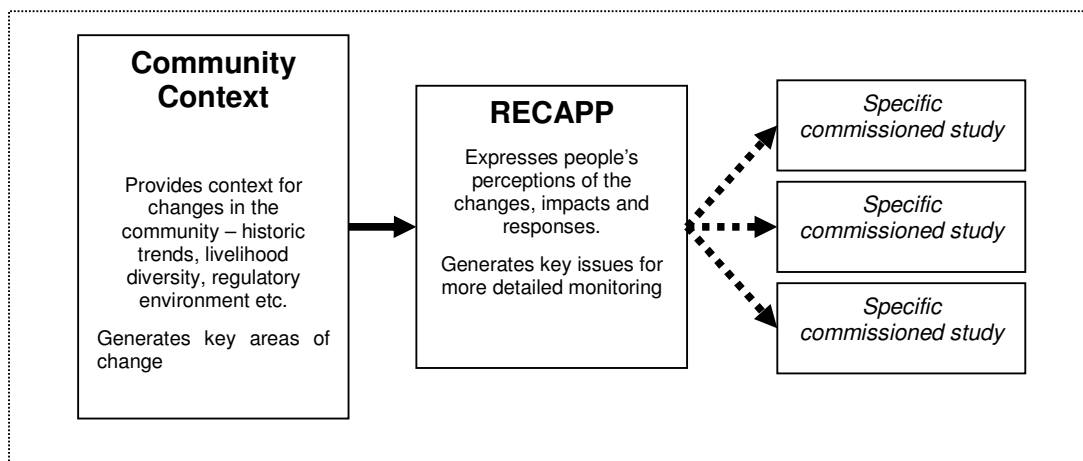 Community
Context
Provides context for
changes in the
community – historic
trends, livelihood
diversity, regulatory
environment etc.
Generates key areas of
change
RECAPP
Expresses people’s
perceptions of the
changes, impacts and
responses.
Generates key issues for
more detailed monitoring
Specific
commissioned study
Specific
commissioned study
Specific
commissioned study